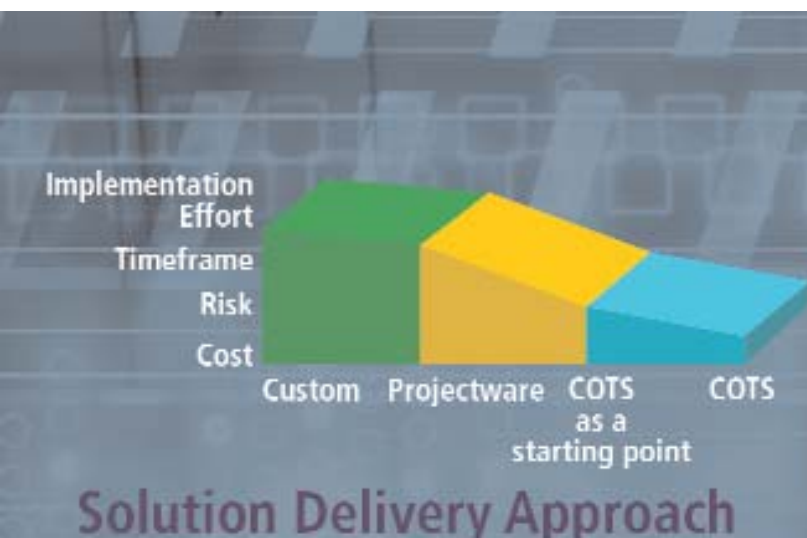 Implementation
Effort
Timeframe
Risk
Cost
Custom
Projectware
COTS
as a
starting point
COTS
Solution Delivery Approach